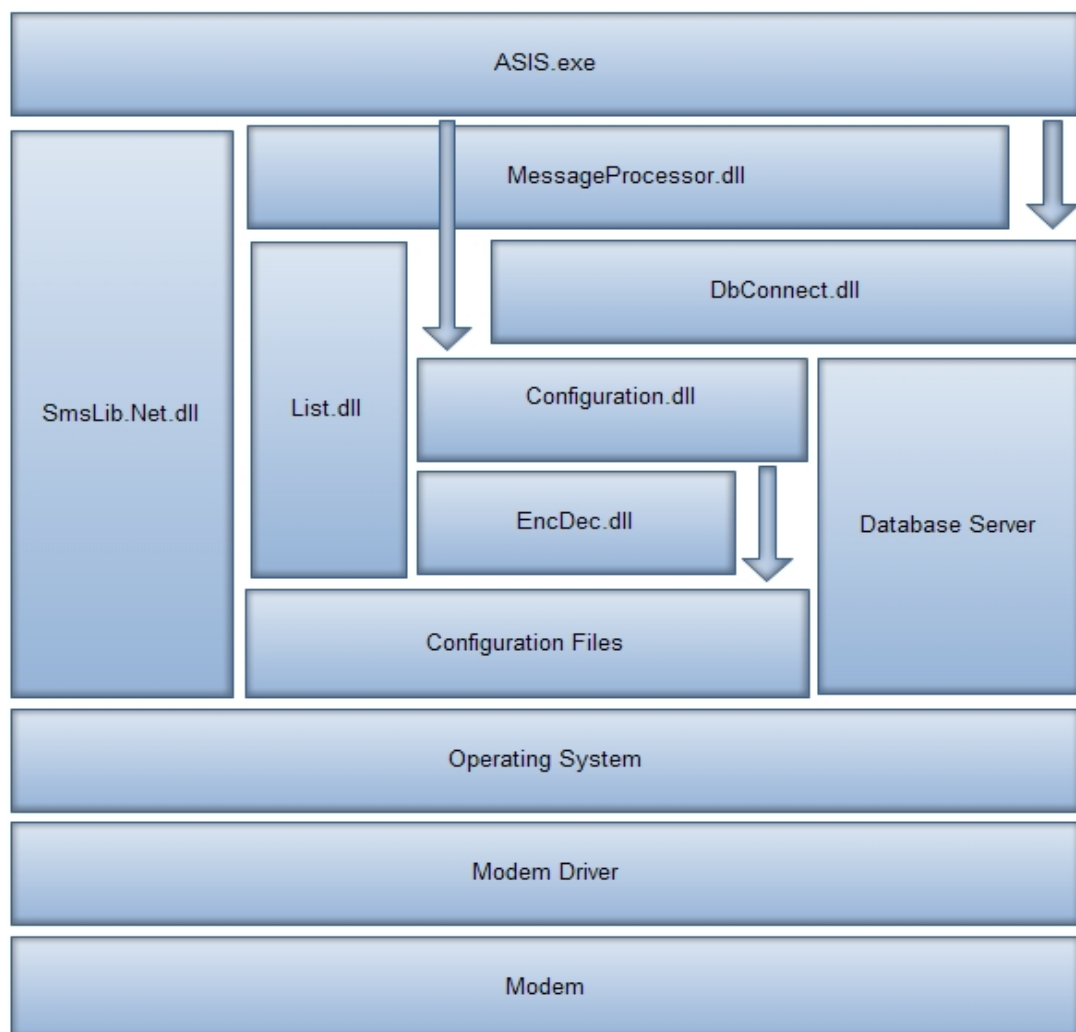 ASIS.exe
MessageProcessor.dll
DbConnect.dll
SmsLib.Net.dll
List.dll
Configuration.dll
EncDec.dll
Database Server
Configuration Files
Operating System
Modem Driver
Modem